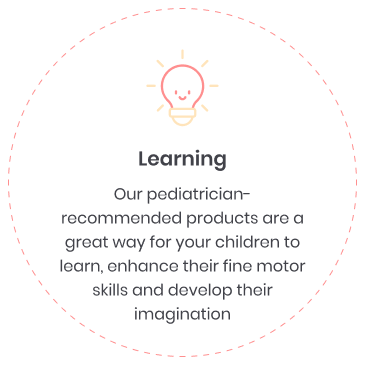 Learning
Our pediatrician-
recommended products are a
great way for your children to
learn, enhance their fine motor
skills and develop their
imagination